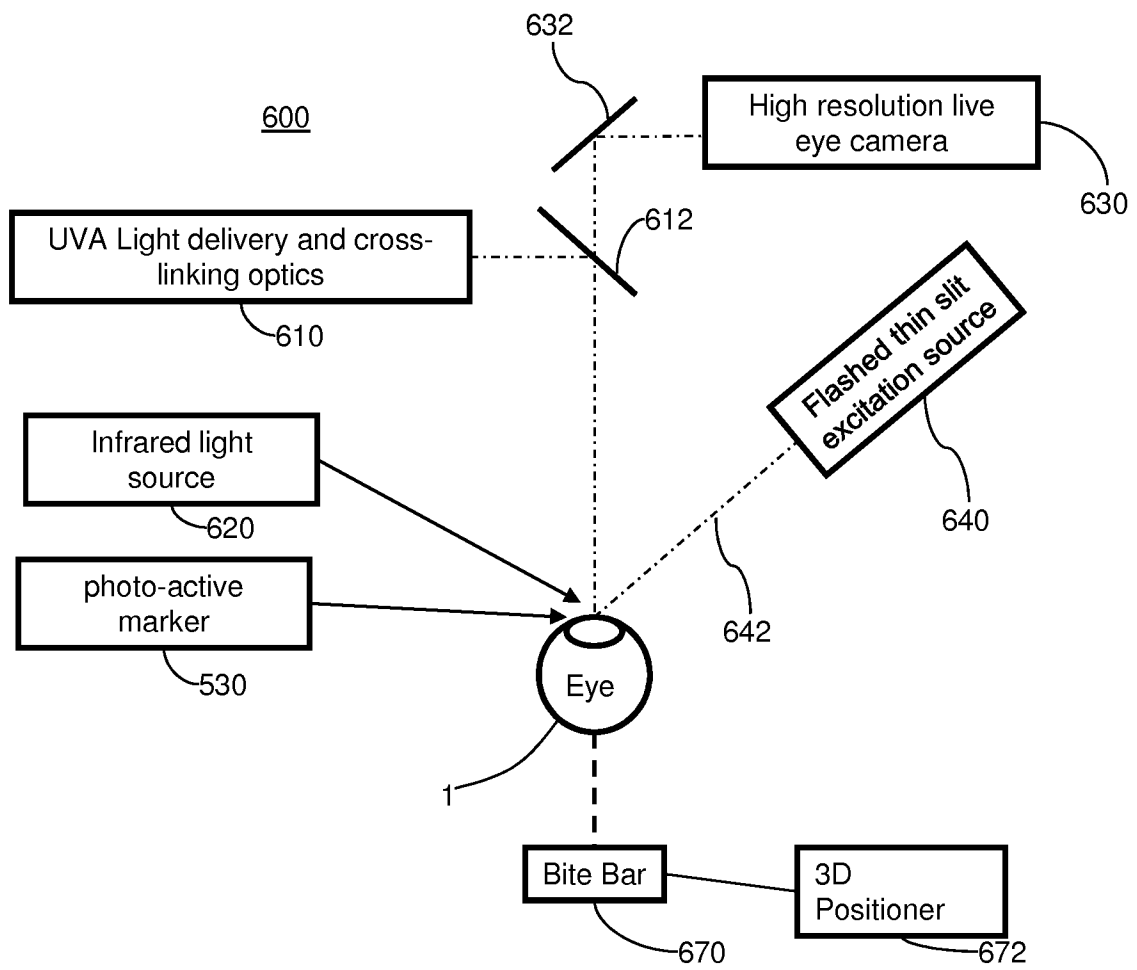 632
600
High resolution live
eye camera
630
612
UVA Light delivery and cross-
linking optics
610
Flashed thin slit
excitation source
640
Infrared light
source
620
642
photo-active
marker
530
Eye
1
Bite Bar
670
3D
Positioner
672